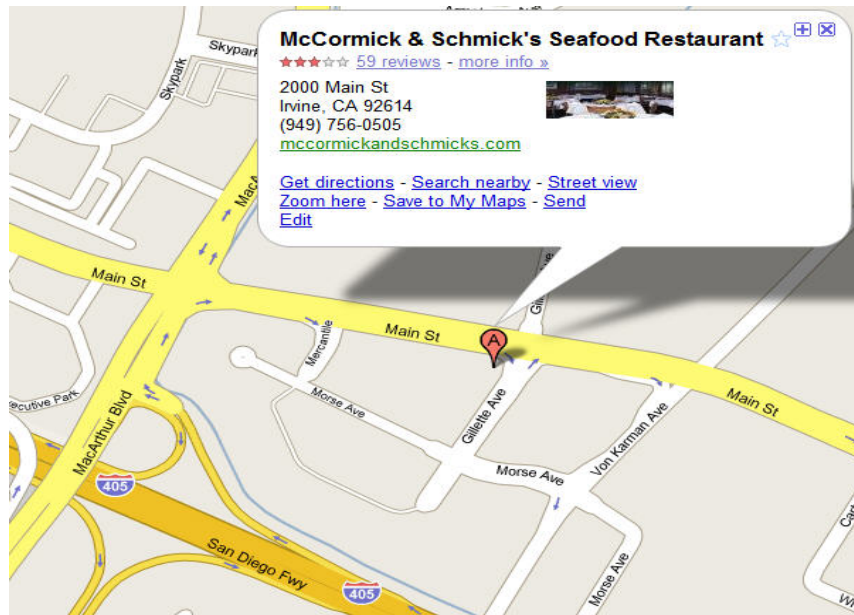 McCormick & Schmick's Seafood Restaurant
59 reviews - more info »
2000 Main St
Irvine, CA 92614
(949) 756-0505
mccormickandschmicks.com
Get directions - Search nearby - Street view
Zoom here - Save to My Maps - Send
Edit
Skypark
Skypark
Main St
Main St
A
Mercantile
Main St
Executive Park
Morse Ave
Gillette Ave
Von Karman Ave
MacArthur Blvd
Morse Ave
405
San Diego Fwy
Morse Ave
405